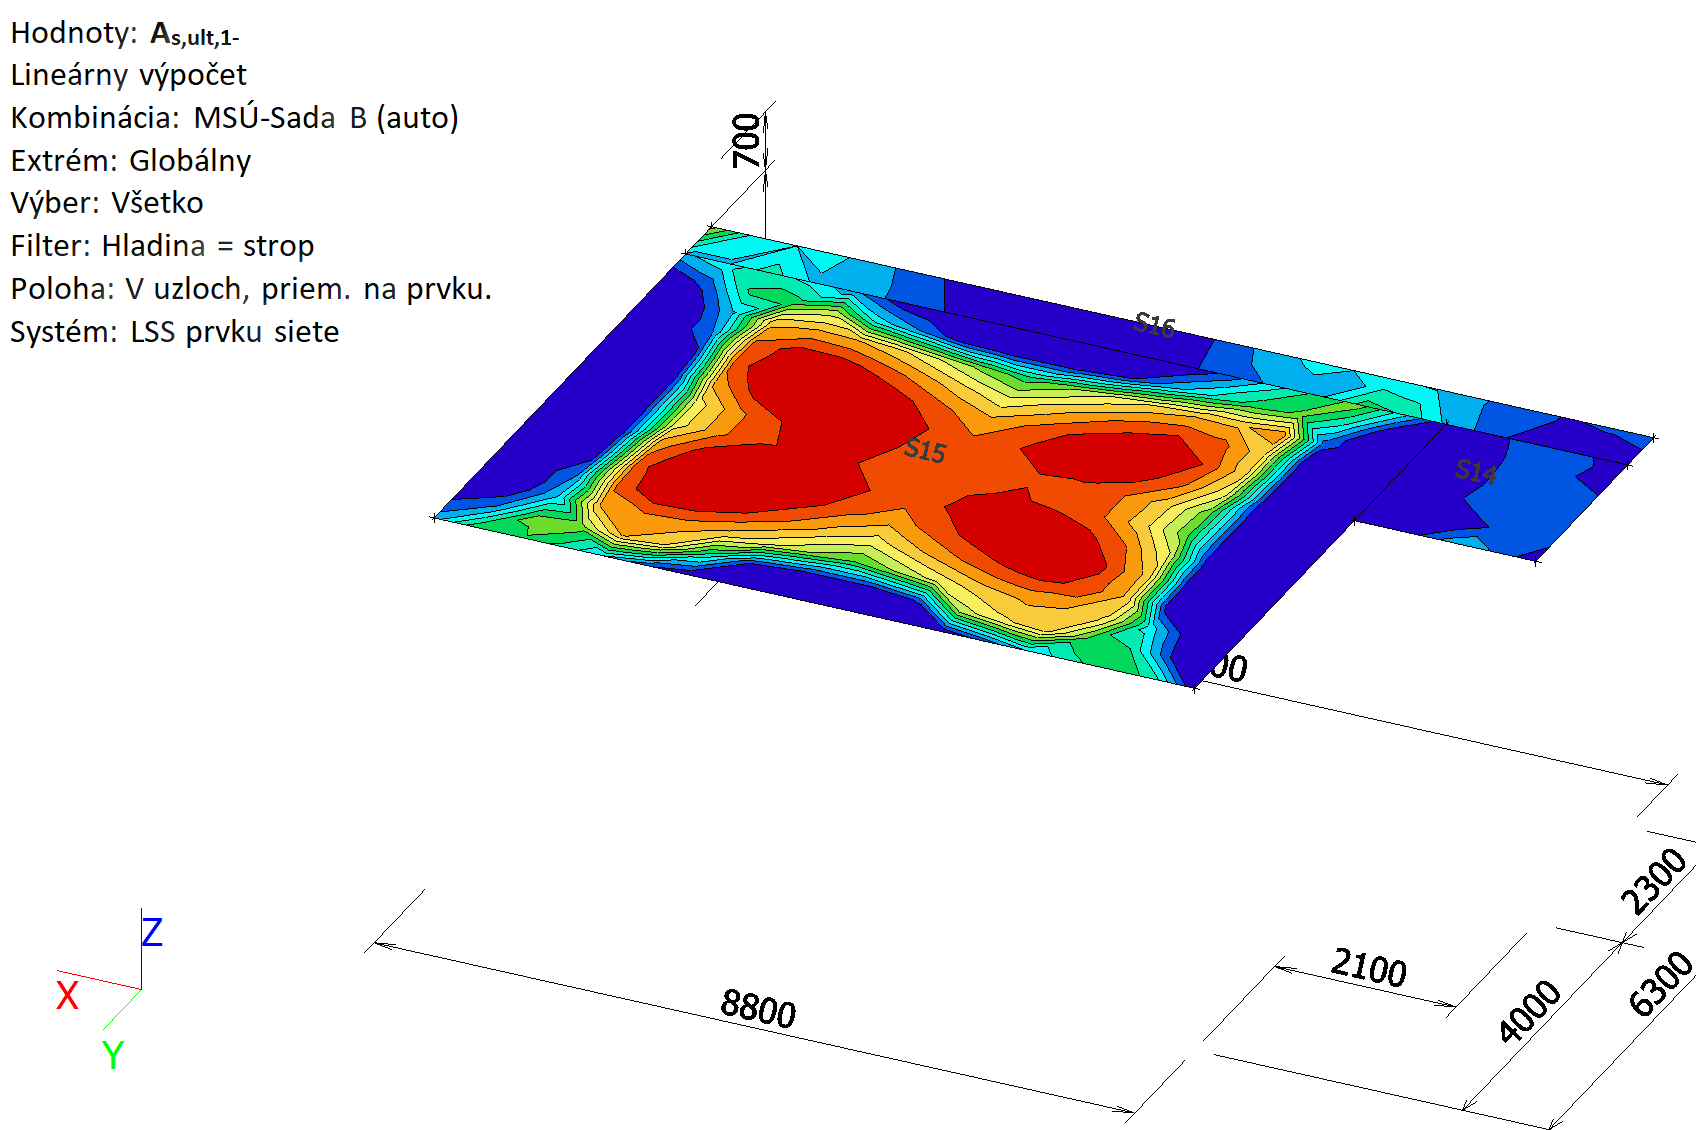 Hodnoty: As,ult,1-
Lineárny výpočet
Kombinácia: MSÚ-Sada B (auto)
Extrém: Globálny
Výber: Všetko
Filter: Hladina = strop
Poloha: V uzloch, priem. na prvku.
Systém: LSS prvku siete
700
S16
S15
S14
00
2300
2100
6300
4000
8800
Z
X
Y